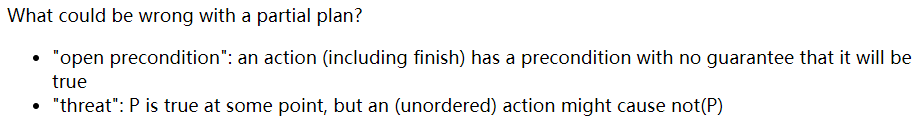 What could be wrong with a partial plan?
• "open precondition": an action (including finish) has a precondition with no guarantee that it will be
true
• "threat": P is true at some point, but an (unordered) action might cause not(P)